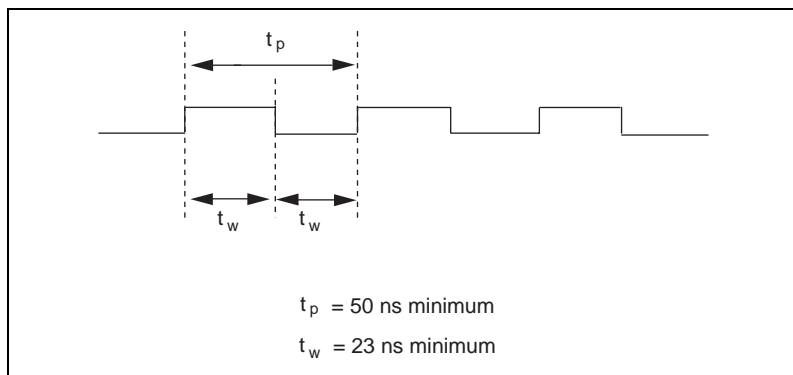 t p
t w t w
t p = 50 ns minimum
t w = 23 ns minimum